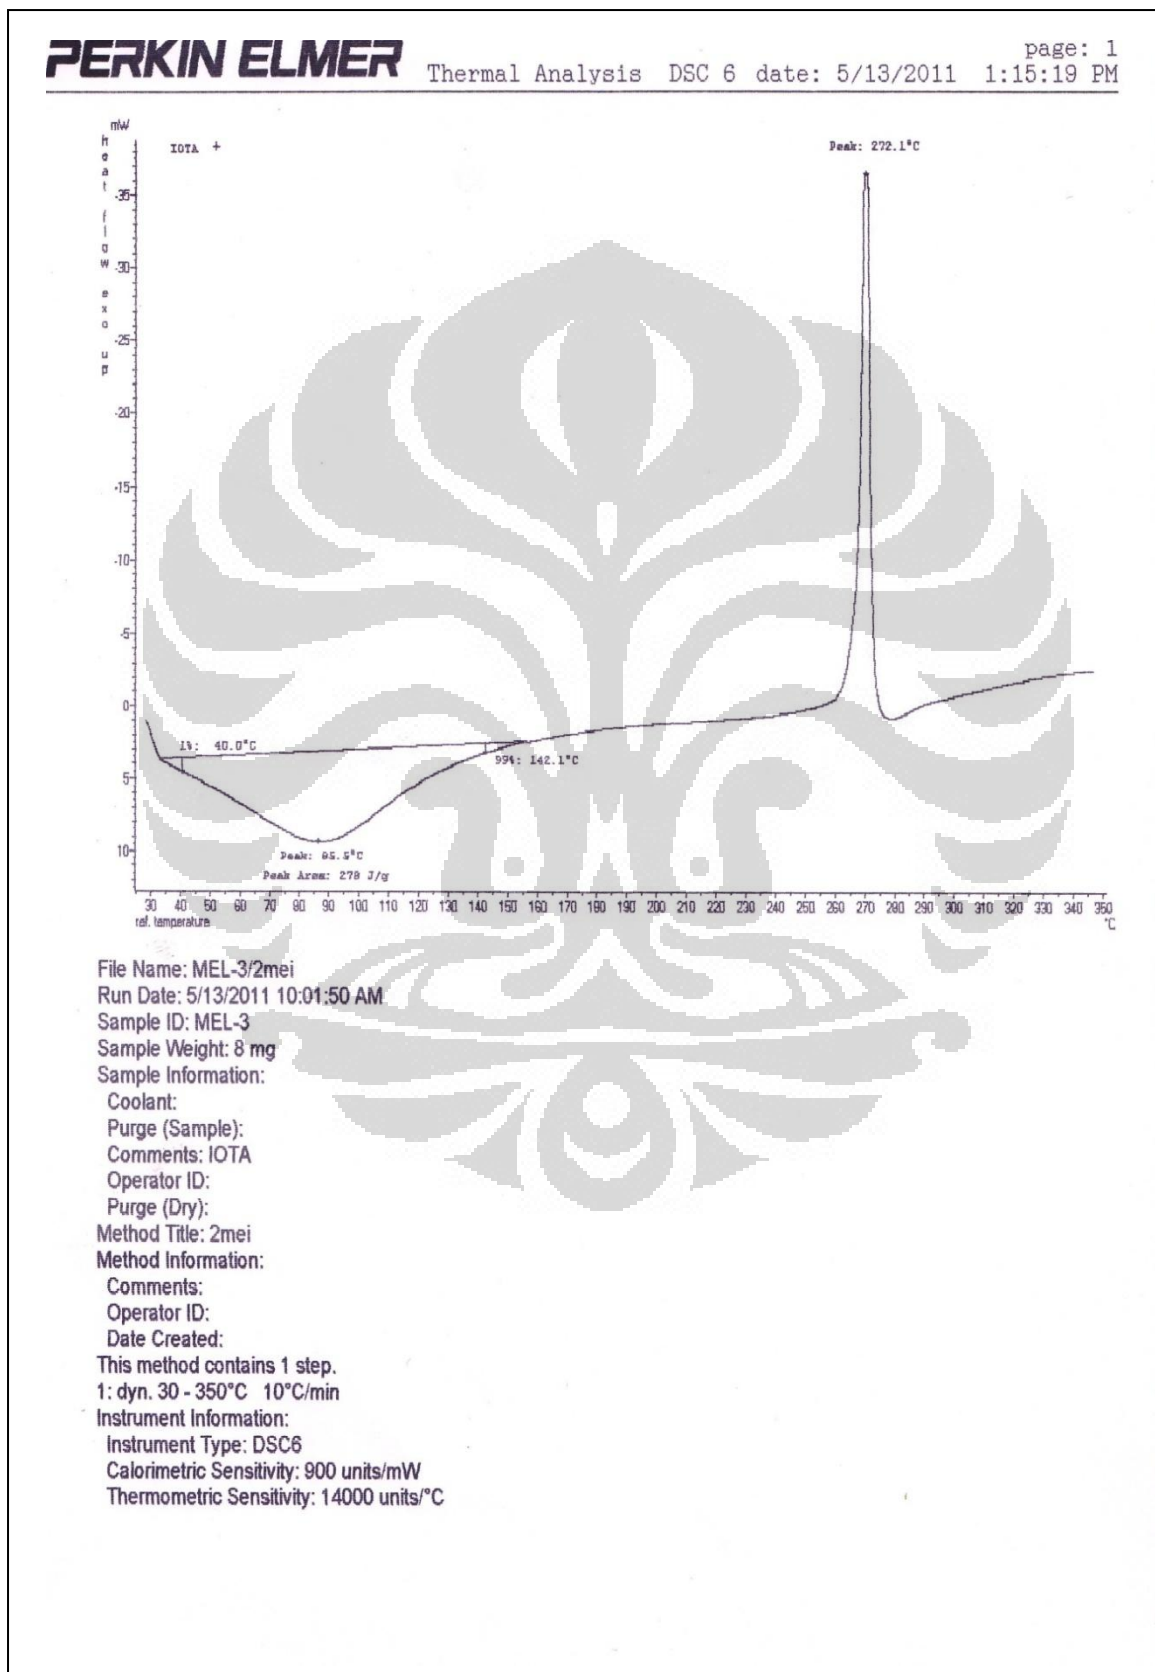 PERKIN ELMER Thermal Analysis DSC 6 date: 5/13/2011 page: 1 1:15:19 PM
mW
heat flow exo up
IOTA +
Peak: 272.1°C
-35
-30
-25
-20
-15
-10
-5
0
5
10
1%: 40.0°C
99%: 142.1°C
Peak: 85.5°C
Peak Area: 278 J/g
30 40 50 60 70 80 90 100 110 120 130 140 150 160 170 180 190 200 210 220 230 240 250 260 270 280 290 300 310 320 330 340 350
ref. temperature °C
File Name: MEL-3/2mei
Run Date: 5/13/2011 10:01:50 AM
Sample ID: MEL-3
Sample Weight: 8 mg
Sample Information:
Coolant:
Purge (Sample):
Comments: IOTA
Operator ID:
Purge (Dry):
Method Title: 2mei
Method Information:
Comments:
Operator ID:
Date Created:
This method contains 1 step.
1: dyn. 30 - 350°C 10°C/min
Instrument Information:
Instrument Type: DSC6
Calorimetric Sensitivity: 900 units/mW
Thermometric Sensitivity: 14000 units/°C